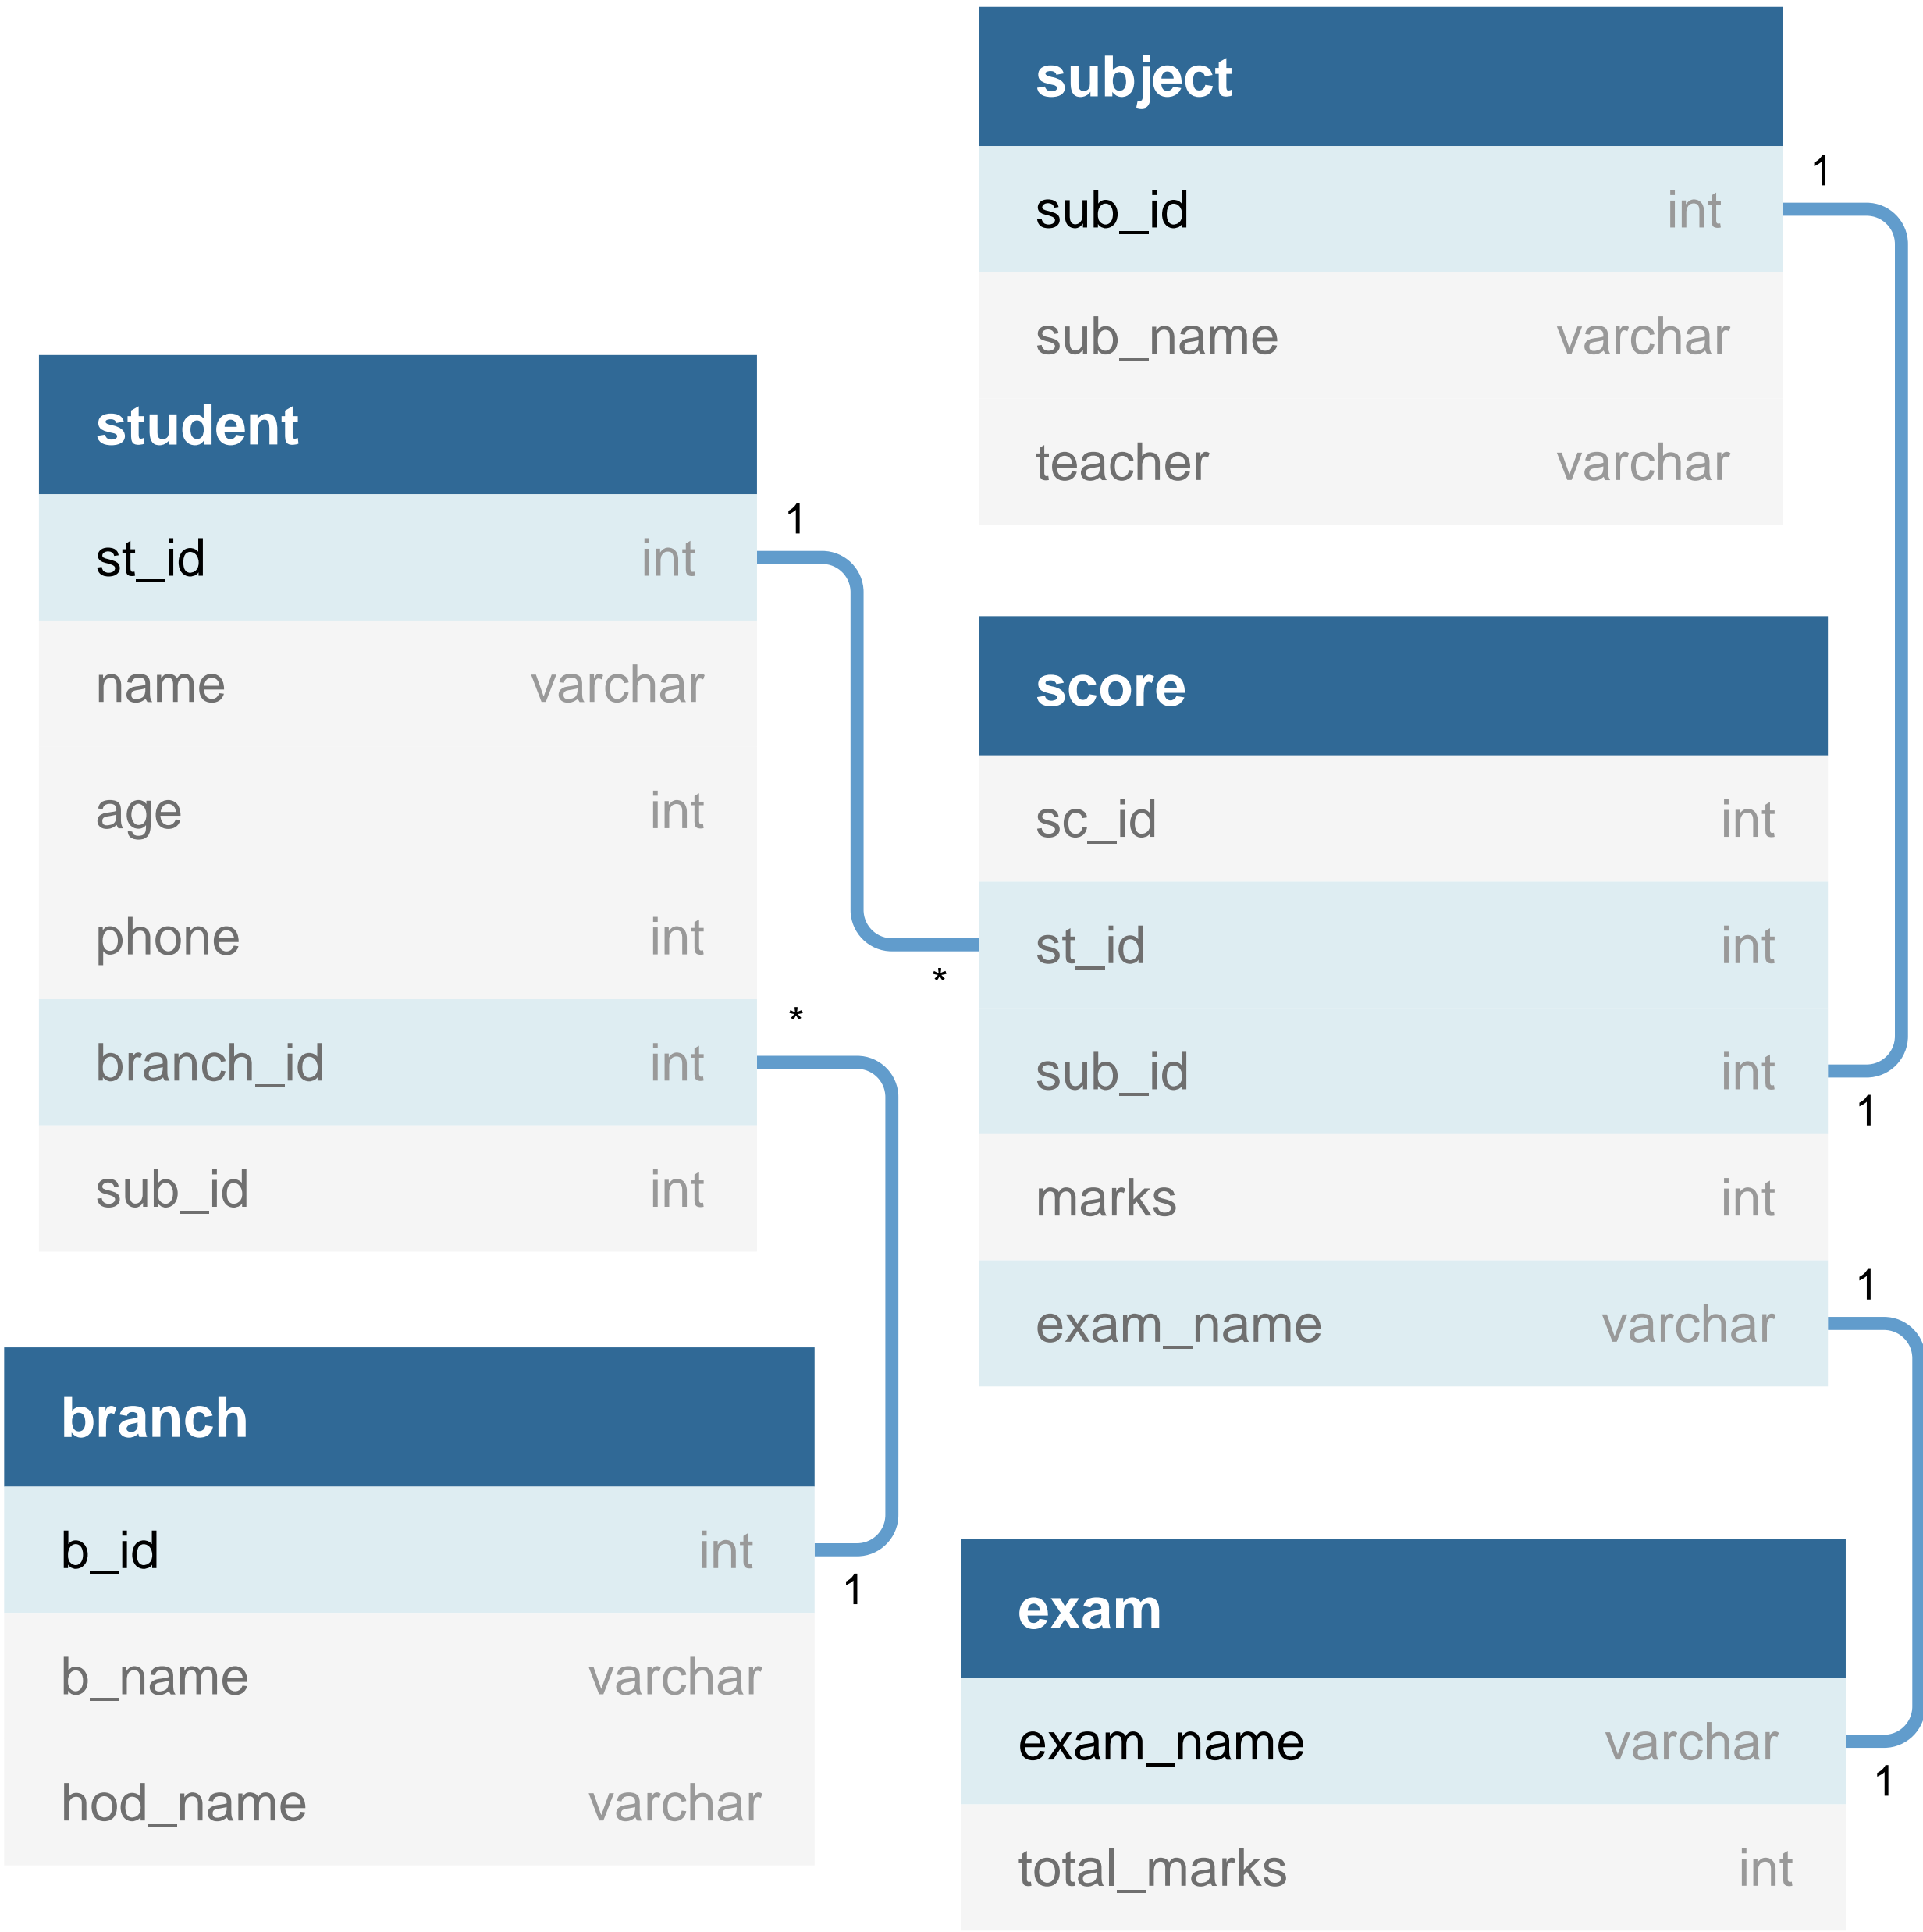 subject
sub_id int
sub_name varchar
teacher varchar
1
student
st_id int
name varchar
age int
phone int
branch_id int
sub_id int
1
*
*
score
sc_id int
st_id int
sub_id int
marks int
exam_name varchar
1
1
branch
b_id int
b_name varchar
hod_name varchar
1
exam
exam_name varchar
total_marks int
1